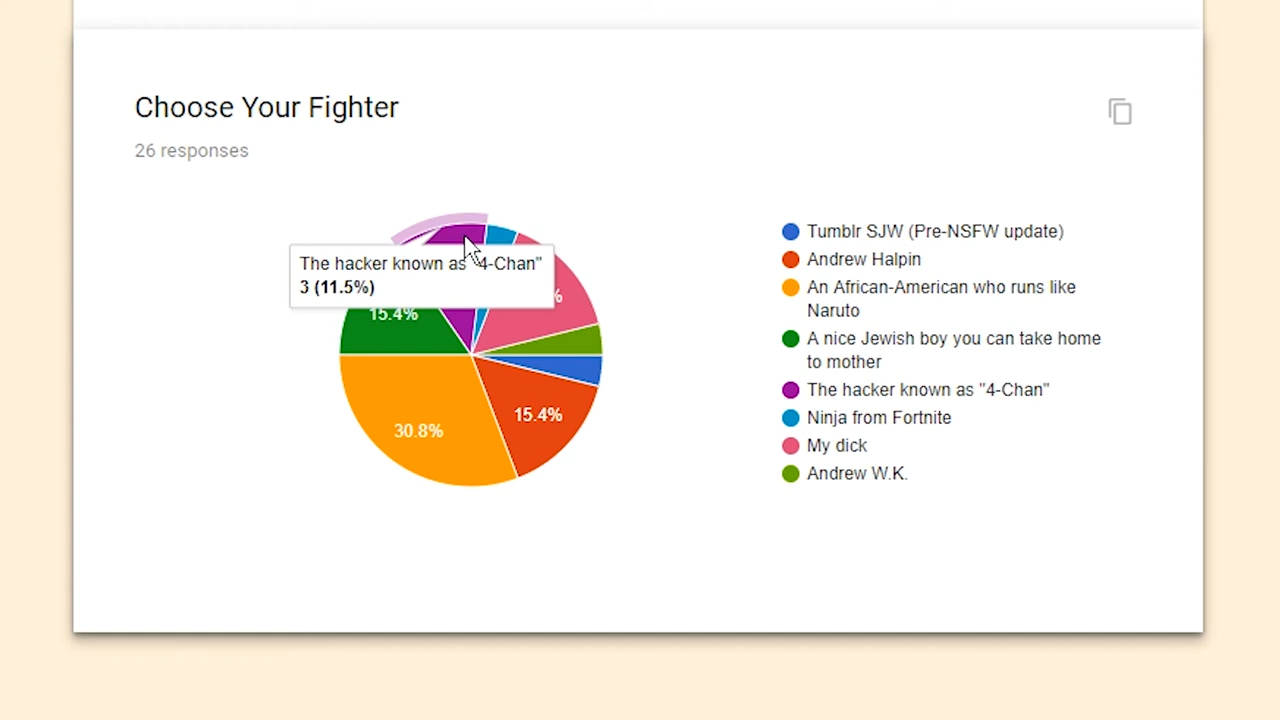 Choose Your Fighter
26 responses
The hacker known as "4-Chan"
3 (11.5%)
%
15.4%
30.8%
15.4%
Tumblr SJW (Pre-NSFW update)
Andrew Halpin
An African-American who runs like
Naruto
A nice Jewish boy you can take home
to mother
The hacker known as "4-Chan"
Ninja from Fortnite
My dick
Andrew W.K.